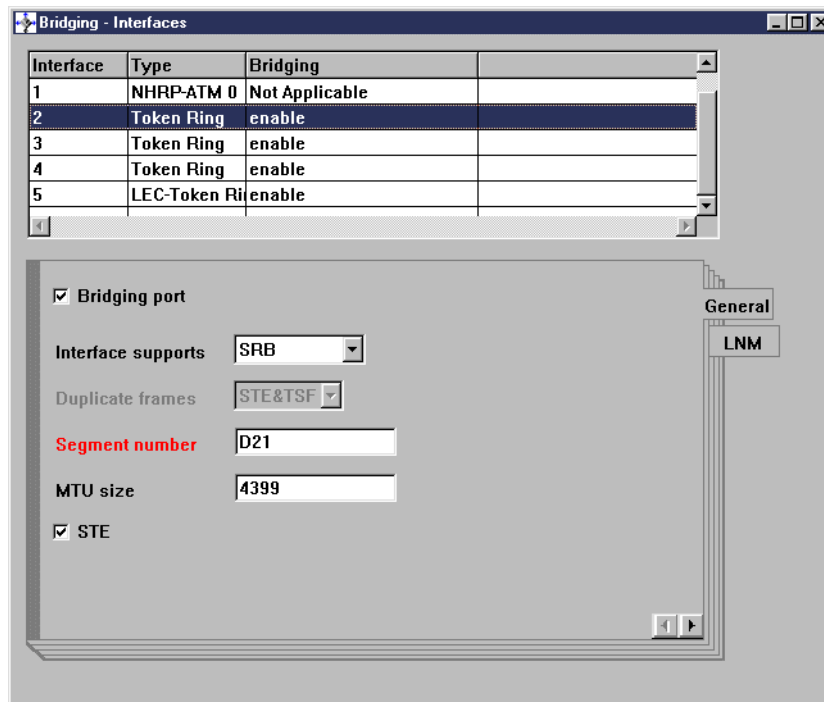 Bridging - Interfaces
Interface Type Bridging
1 NHRP-ATM 0 Not Applicable
2 Token Ring enable
3 Token Ring enable
4 Token Ring enable
5 LEC-Token Ri enable
Bridging port
General
Interface supports SRB
LNM
Duplicate frames STE&TSF
Segment number D21
MTU size 4399
STE